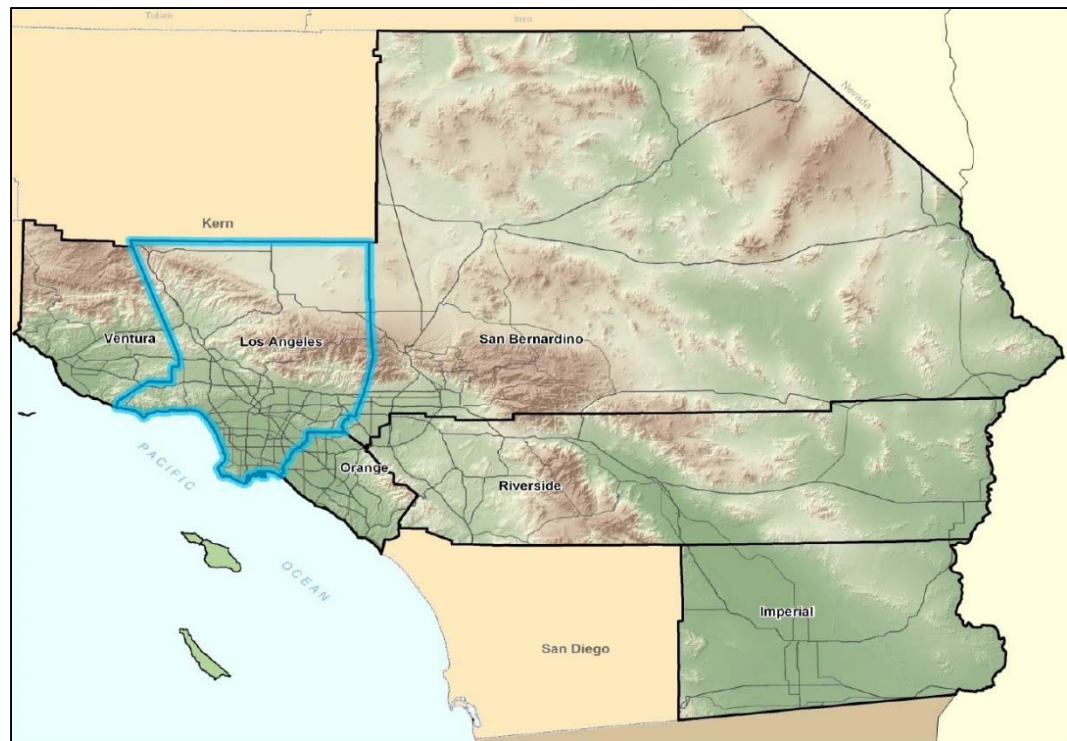 Tulare
Inyo
Nevada
Kern
Ventura
Los Angeles
San Bernardino
PACIFIC
Orange
Riverside
OCEAN
Imperial
San Diego